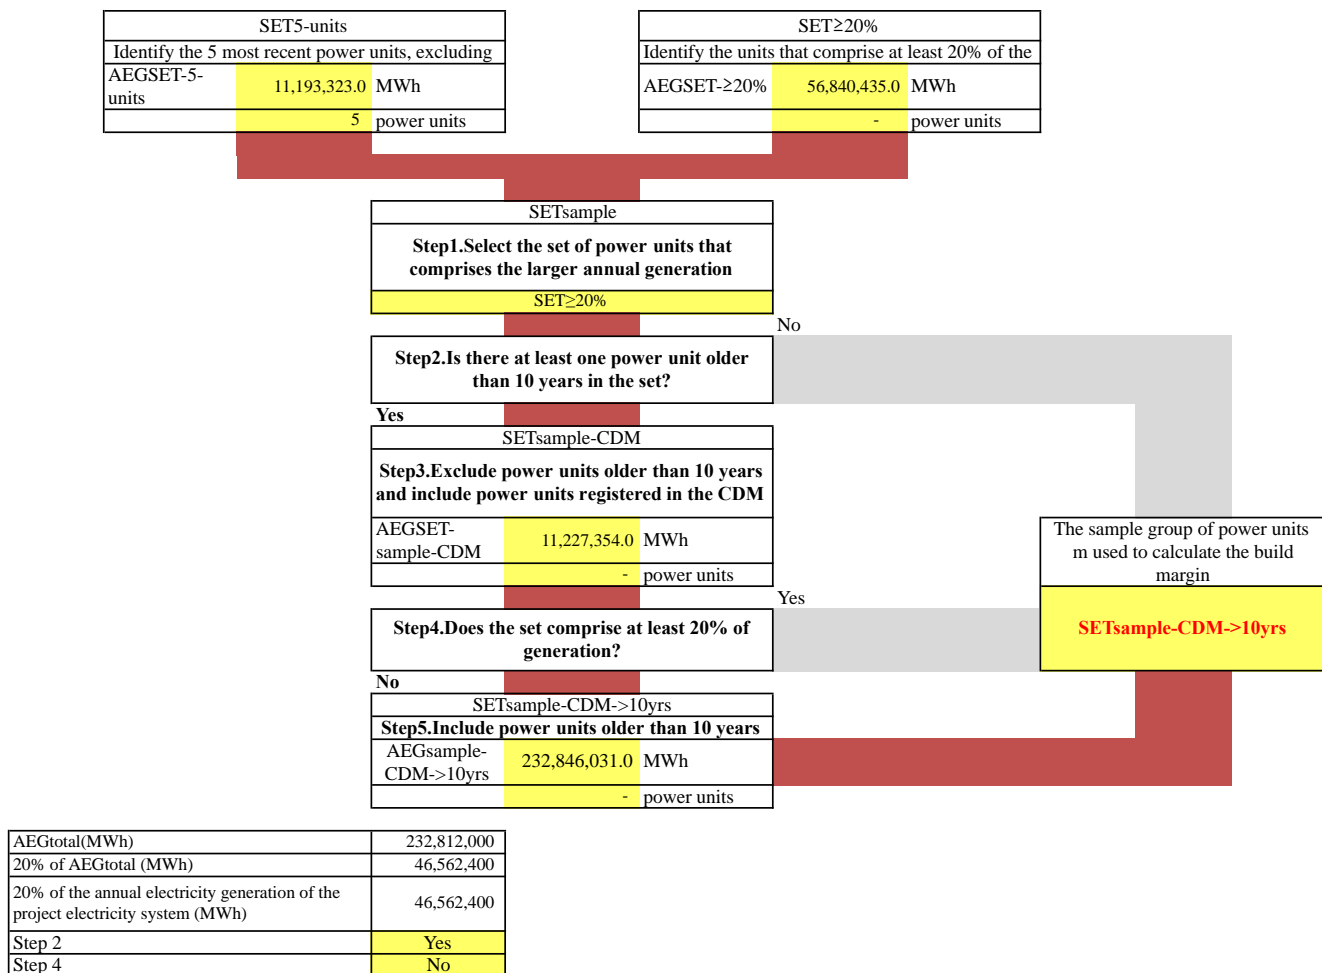 SET5-units
Identify the 5 most recent power units, excluding
AEGSET-5-
units
11,193,323.0 MWh
5 power units
SET≥20%
Identify the units that comprise at least 20% of the
AEGSET-≥20% 56,840,435.0 MWh
- power units
SETsample
Step1.Select the set of power units that
comprises the larger annual generation
SET≥20%
No
Step2.Is there at least one power unit older
than 10 years in the set?
Yes
SETsample-CDM
Step3.Exclude power units older than 10 years
and include power units registered in the CDM
AEGSET-
sample-CDM
11,227,354.0 MWh
- power units
The sample group of power units
m used to calculate the build
margin
SETsample-CDM->10yrs
Yes
Step4.Does the set comprise at least 20% of
generation?
No
SETsample-CDM->10yrs
Step5.Include power units older than 10 years
AEGsample-
CDM->10yrs
232,846,031.0 MWh
- power units
AEGtotal(MWh) 232,812,000
20% of AEGtotal (MWh) 46,562,400
20% of the annual electricity generation of the
project electricity system (MWh)
46,562,400
Step 2 Yes
Step 4 No